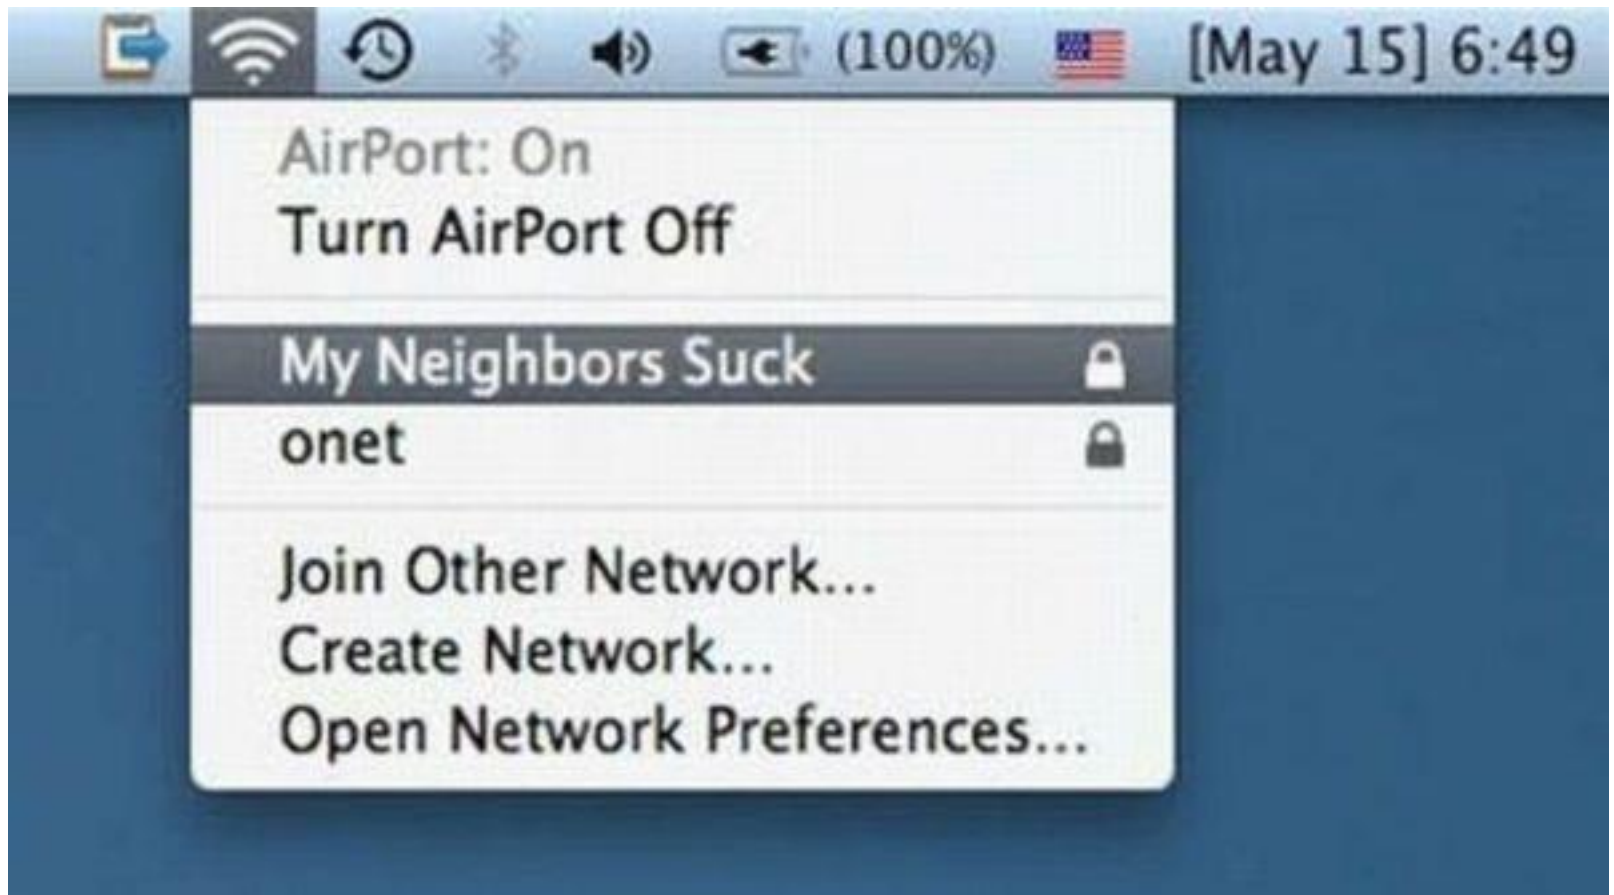 (100%) [May 15] 6:49
AirPort: On
Turn AirPort Off
My Neighbors Suck
onet
Join Other Network...
Create Network...
Open Network Preferences...